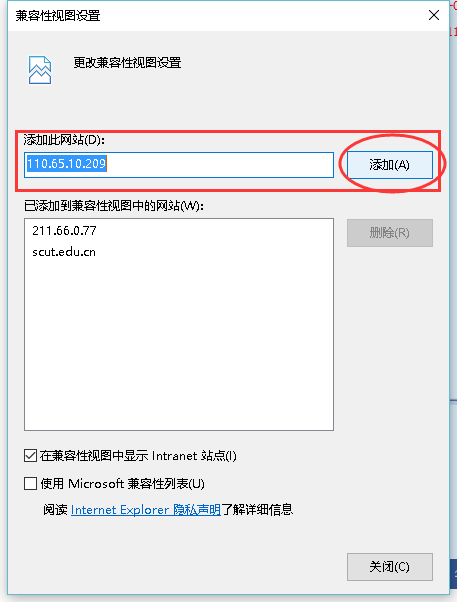 兼容性视图设置
更改兼容性视图设置
添加此网站(D):
110.65.10.209
添加(A)
已添加到兼容性视图中的网站(W):
211.66.0.77
删除(R)
scut.edu.cn
在兼容性视图中显示 Intranet 站点(I)
使用 Microsoft 兼容性列表(U)
阅读 Internet Explorer 隐私声明了解详细信息
关闭(C)